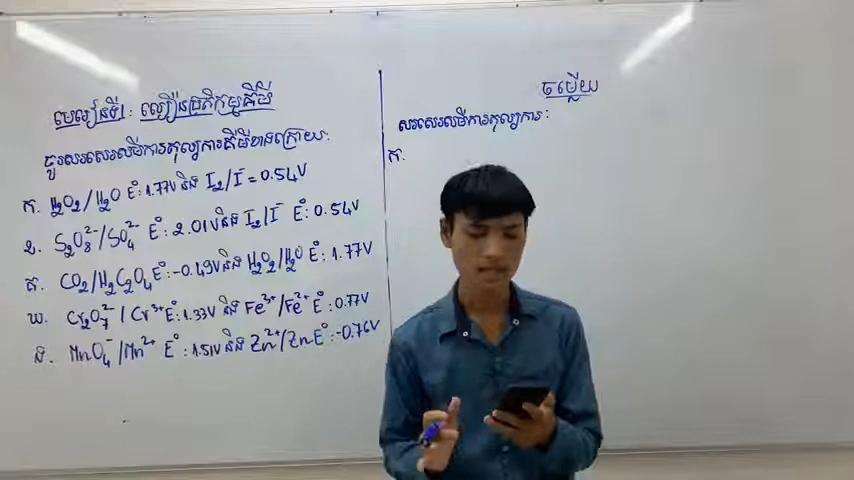 មេរៀនទី1: ល្បឿនប្រតិកម្មគីមី
ចូរសរសេរសមីការតុល្យការគីមីខាងក្រោយ:
ក. H₂O₂/H₂O E°: 1.77V និង I₂/I⁻ = 0.54V
ខ. S₂O₈²⁻/SO₄²⁻ E°: 2.01V និង I₂/I⁻ E°: 0.54V
គ. CO₂/H₂C₂O₄ E°: -0.49V និង H₂O₂/H₂O E°: 1.77V
ឃ. Cr₂O₇²⁻/Cr³⁺ E°: 1.33V និង Fe³⁺/Fe²⁺ E°: 0.77V
ង. MnO₄⁻/Mn²⁺ E°: 1.51V និង Zn²⁺/Zn E°: -0.76V
ចម្លើយ
សរសេរសមីការតុល្យការ:
ក.